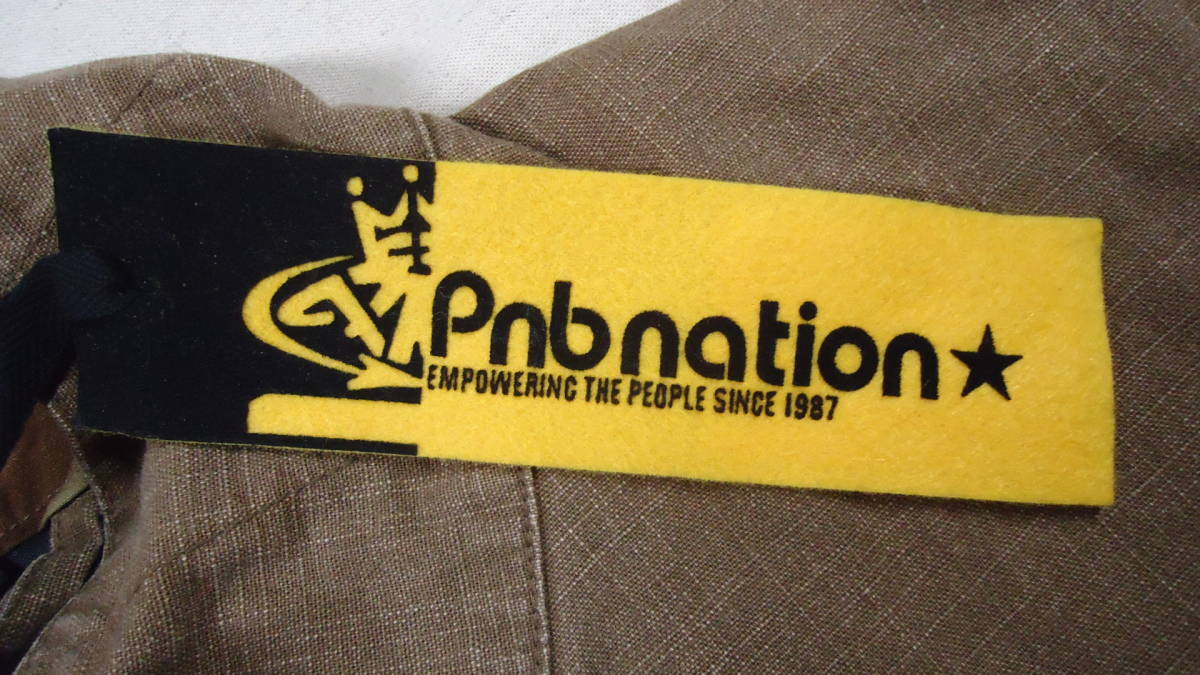 Pnbnation★
EMPOWERING THE PEOPLE SINCE 1987